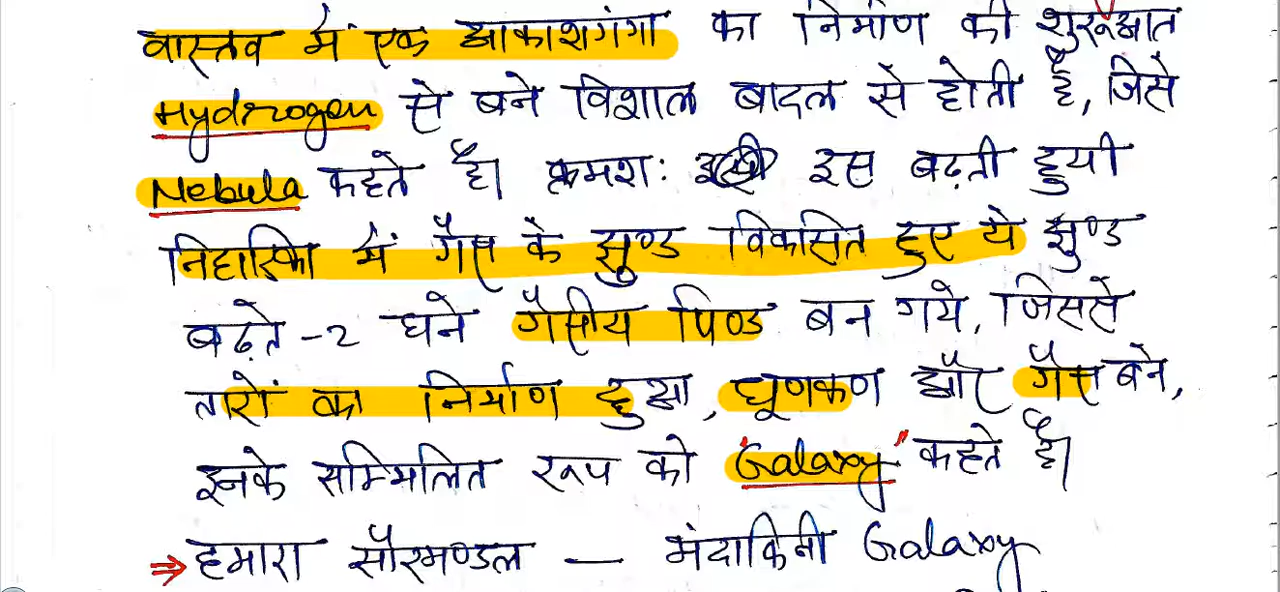 वास्तव में एक आकाशगंगा का निर्माण की शुरूआत
Hydrogen से बने विशाल बादल से होती है, जिसे
Nebula कहते है। क्रमश: इस बढ़ती हुयी
निहारिका में गैस के झुण्ड विकसित हुए ये झुण्ड
बढ़ते -2 घने गैसीय पिण्ड बन गये, जिससे
तारों का निर्माण हुआ, धूणकण और गैस बने,
इनके सम्मिलित रूप को "Galaxy" कहते है।
⇒ हमारा सौरमण्डल — मंदाकिनी Galaxy